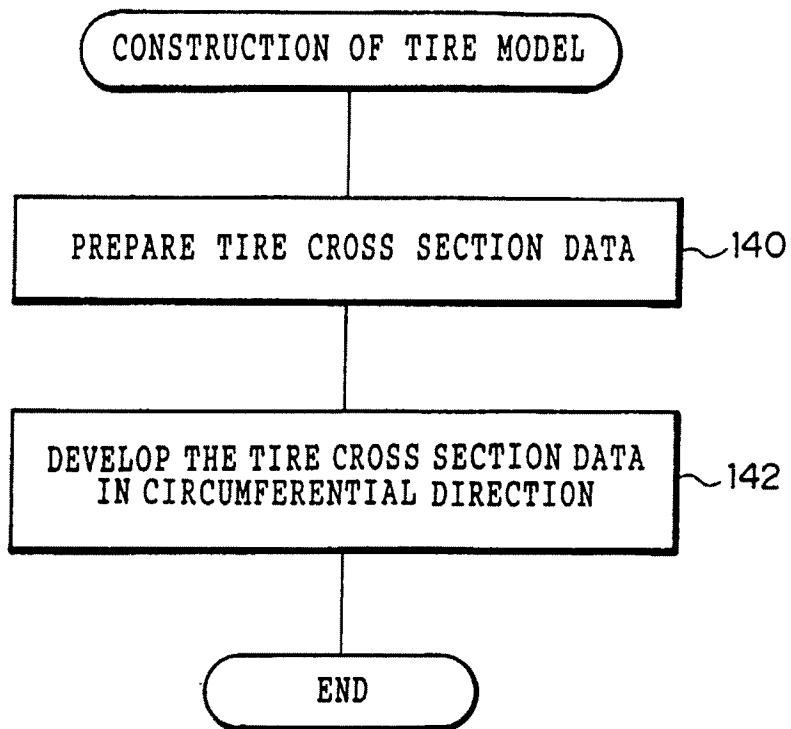 CONSTRUCTION OF TIRE MODEL
PREPARE TIRE CROSS SECTION DATA
140
DEVELOP THE TIRE CROSS SECTION DATA
IN CIRCUMFERENTIAL DIRECTION
142
END